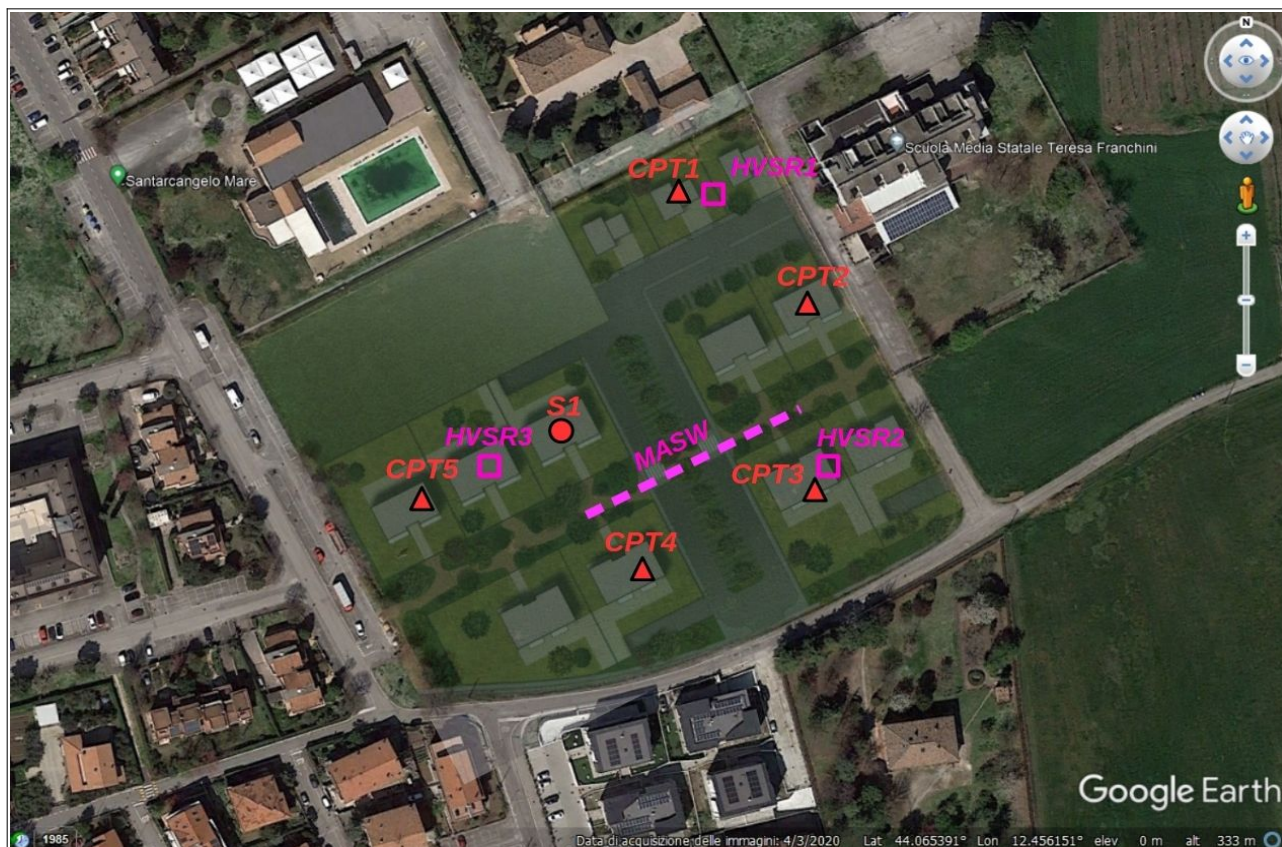 N
CPT1
HVSR1
Scuola Media Statale Teresa Franchini
Santarcangelo Mare
CPT2
S1
MASW
HVSR3
HVSR2
CPT5
CPT3
CPT4
Google Earth
1985
Data di acquisizione delle immagini: 4/3/2020 Lat 44.065391° Lon 12.456151° elev 0 m alt 333 m